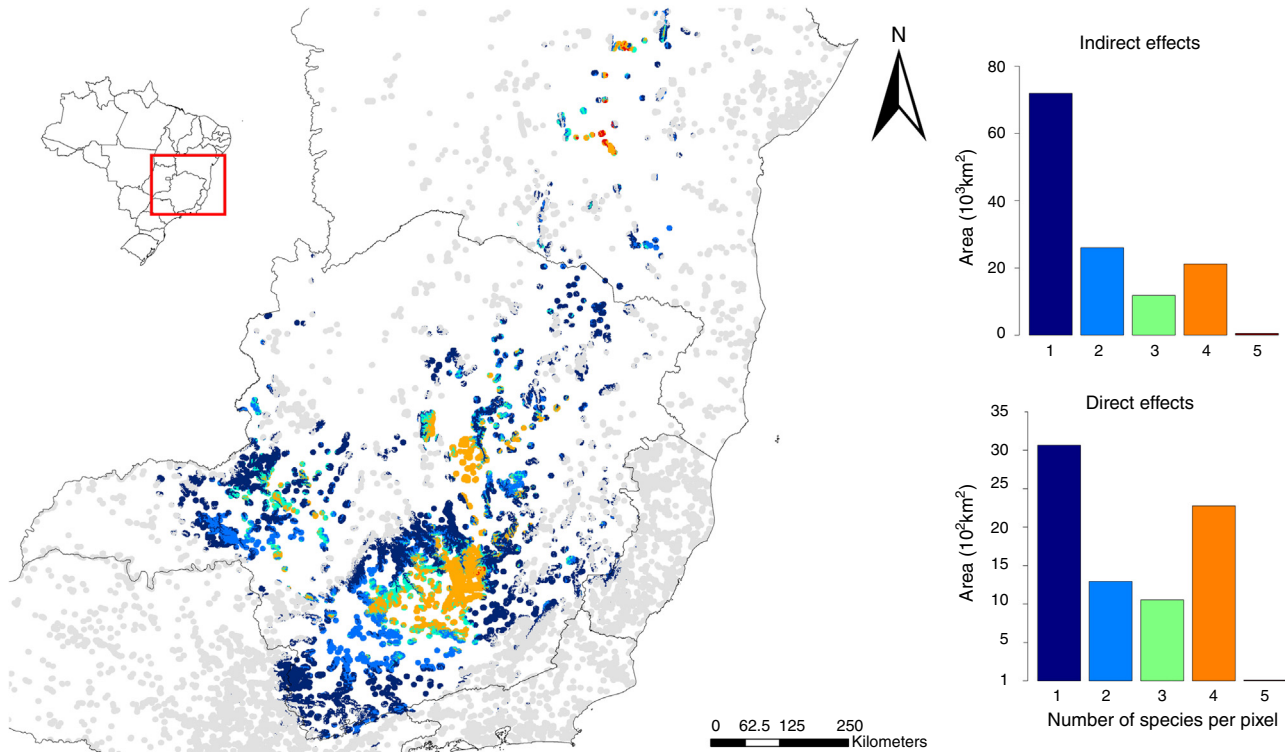 N
0 62.5 125 250
Kilometers
Indirect effects
Area (10³km²)
80
60
40
20
0
1 2 3 4 5
Direct effects
Area (10²km²)
35
30
25
20
15
10
5
1
1 2 3 4 5
Number of species per pixel